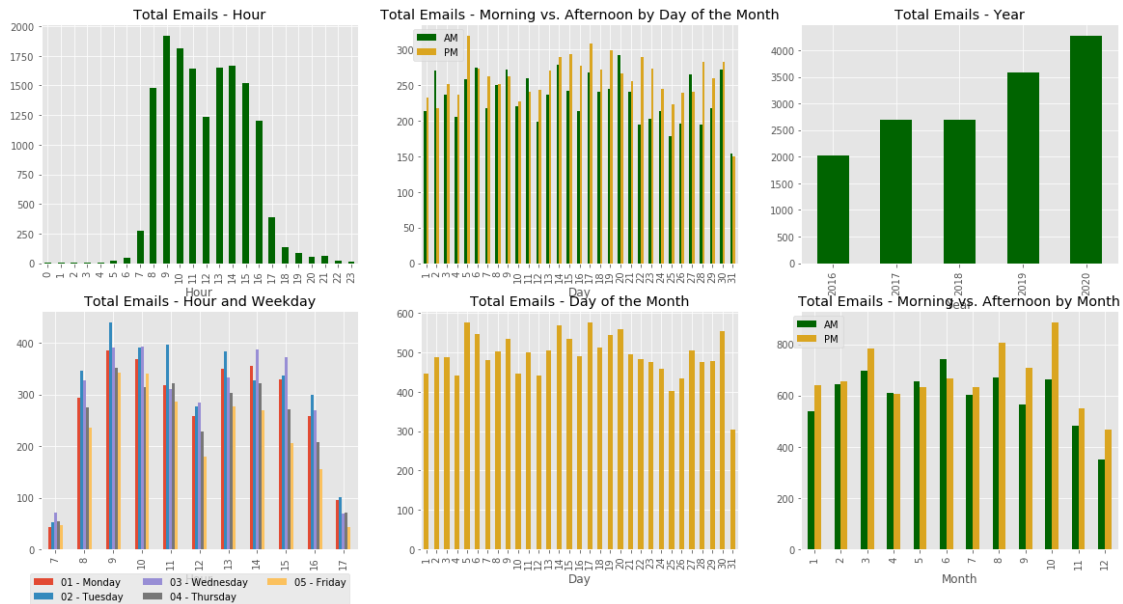 Total Emails - Hour
2000
1750
1500
1250
1000
750
500
250
0
0 1 2 3 4 5 6 7 8 9 10 11 12 13 14 15 16 17 18 19 20 21 22 23
Hour
Total Emails - Morning vs. Afternoon by Day of the Month
AM
PM
300
250
200
150
100
50
0
1 2 3 4 5 6 7 8 9 10 11 12 13 14 15 16 17 18 19 20 21 22 23 24 25 26 27 28 29 30 31
Day
Total Emails - Year
4000
3500
3000
2500
2000
1500
1000
500
0
2016 2017 2018 2019 2020
Year
Total Emails - Hour and Weekday
400
300
200
100
0
7 8 9 10 11 12 13 14 15 16 17
01 - Monday 03 - Wednesday 05 - Friday
02 - Tuesday 04 - Thursday
Total Emails - Day of the Month
600
500
400
300
200
100
0
1 2 3 4 5 6 7 8 9 10 11 12 13 14 15 16 17 18 19 20 21 22 23 24 25 26 27 28 29 30 31
Day
Total Emails - Morning vs. Afternoon by Month
AM
PM
800
600
400
200
0
1 2 3 4 5 6 7 8 9 10 11 12
Month